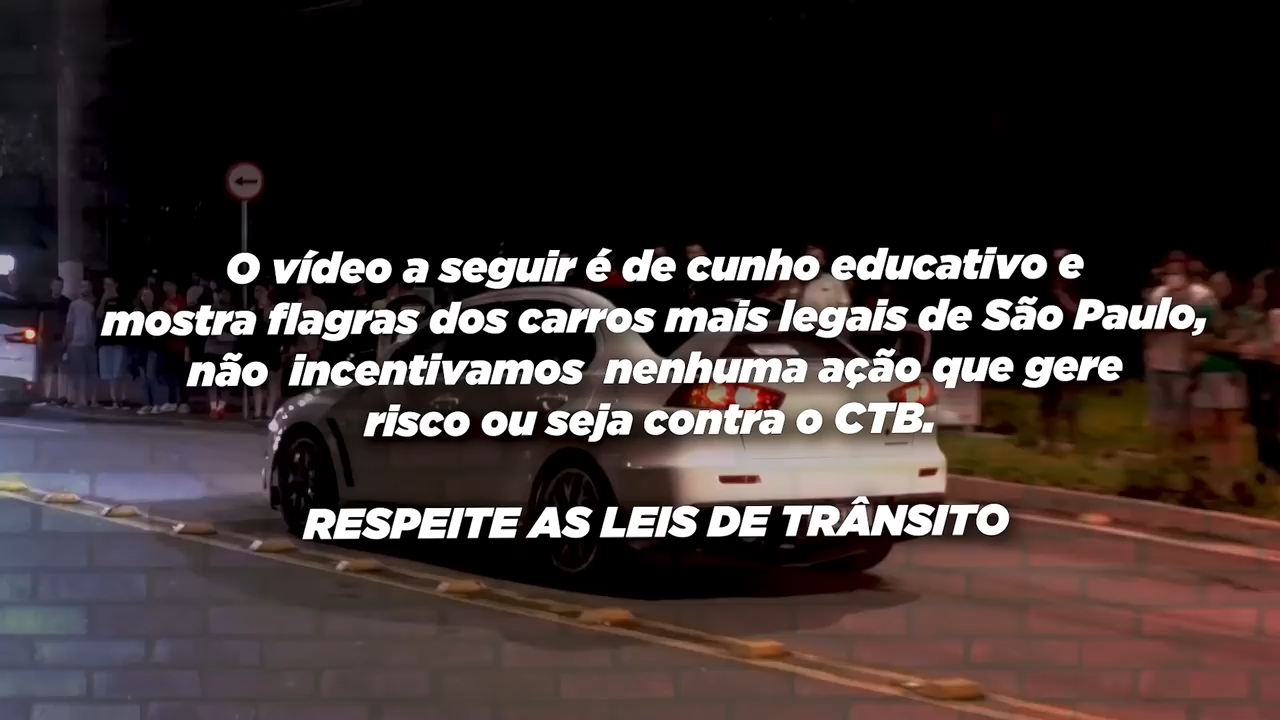 O vídeo a seguir é de cunho educativo e
mostra flagras dos carros mais legais de São Paulo,
não incentivamos nenhuma ação que gere
risco ou seja contra o CTB.
RESPEITE AS LEIS DE TRÂNSITO